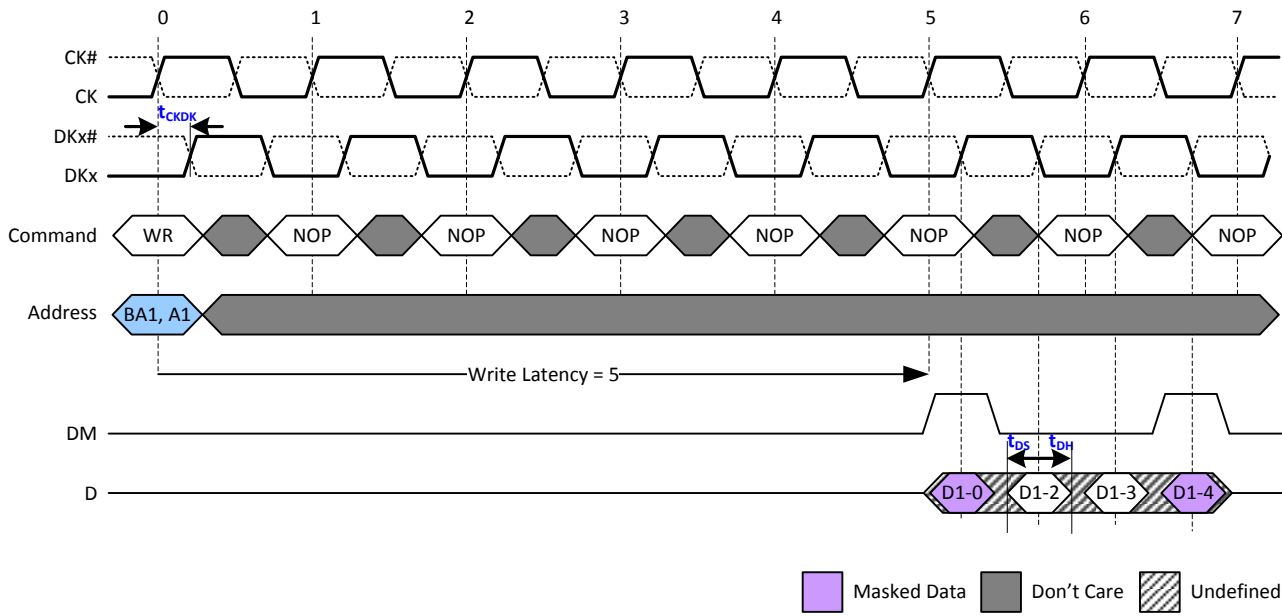 0 1 2 3 4 5 6 7
CK#
CK
tCKDK
DKx#
DKx
Command WR NOP NOP NOP NOP NOP NOP NOP
Address BA1, A1
Write Latency = 5
DM
tDS tDH
D D1-0 D1-2 D1-3 D1-4
Masked Data Don't Care Undefined